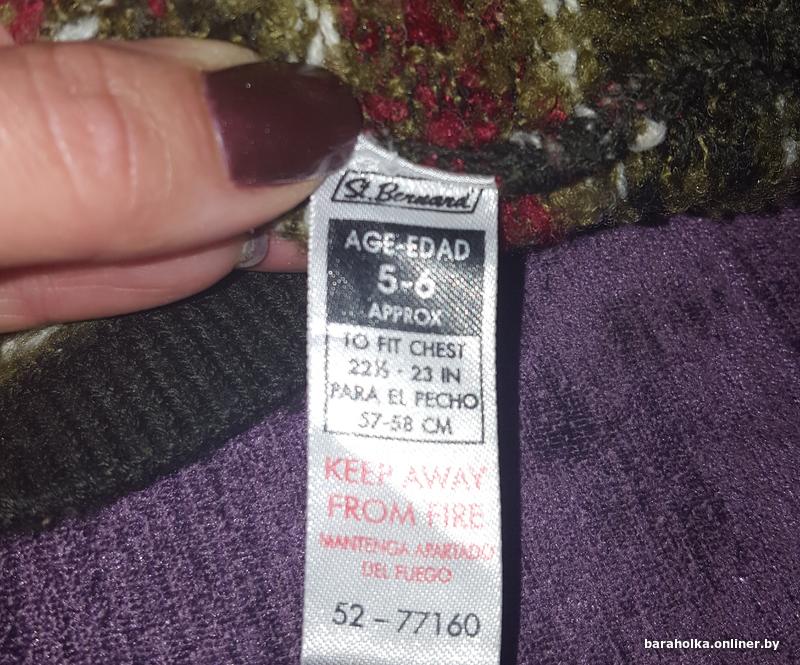 St. Bernard
AGE-EDAD
5-6
APPROX
TO FIT CHEST
22½ - 23 IN
PARA EL PECHO
57-58 CM
KEEP AWAY
FROM FIRE
MANTENGA APARTADO
DEL FUEGO
52 – 77160
baraholka.onliner.by